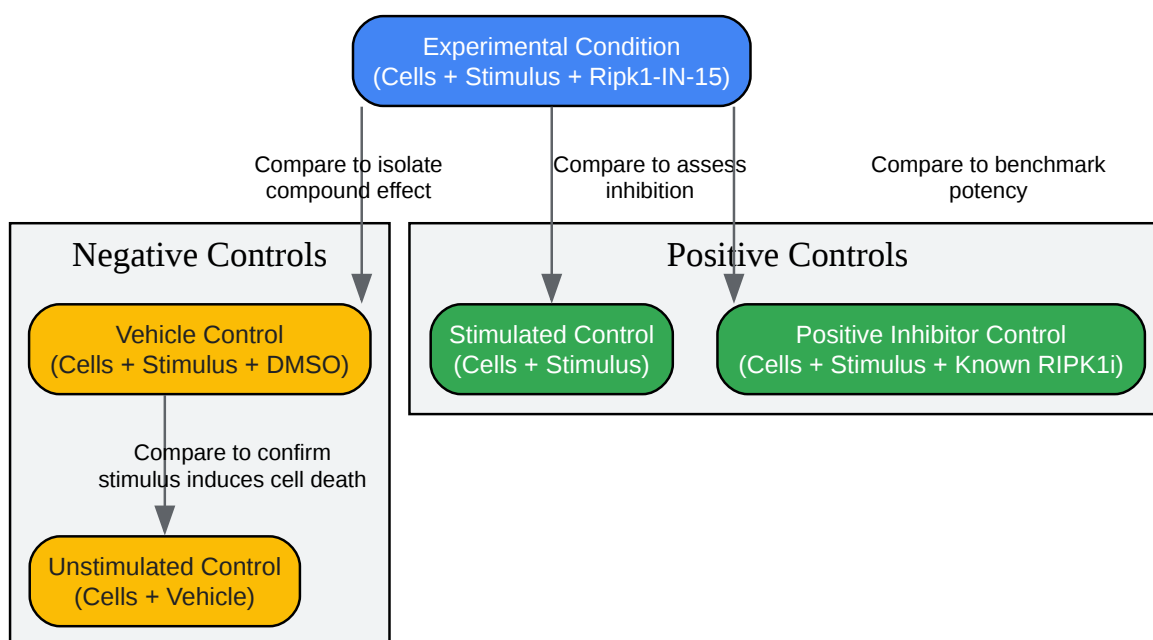 Experimental Condition
(Cells + Stimulus + Ripk1-IN-15)
Compare to isolate
compound effect
Compare to assess
inhibition
Compare to benchmark
potency
Negative Controls
Positive Controls
Vehicle Control
(Cells + Stimulus + DMSO)
Stimulated Control
(Cells + Stimulus)
Positive Inhibitor Control
(Cells + Stimulus + Known RIPK1i)
Compare to confirm
stimulus induces cell death
Unstimulated Control
(Cells + Vehicle)